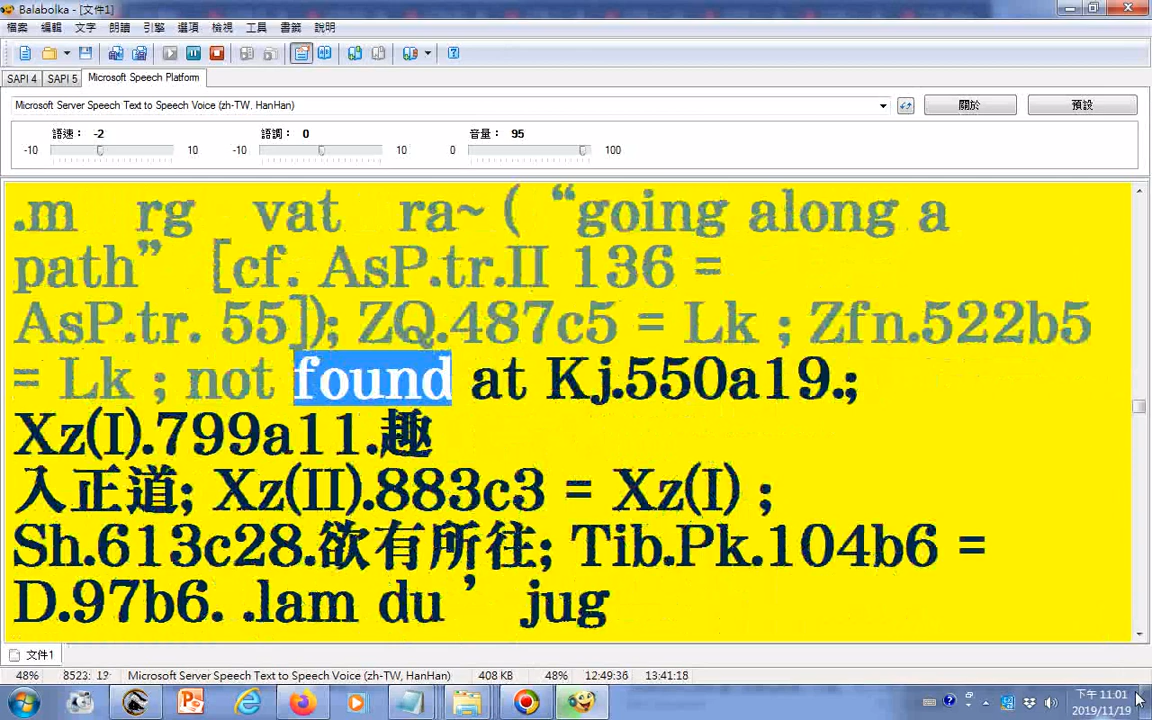 Balabolka - [文件1]
檔案 編輯 文字 朗讀 引擎 選項 檢視 工具 書籤 說明
SAPI 4 SAPI 5 Microsoft Speech Platform
Microsoft Server Speech Text to Speech Voice (zh-TW, HanHan) 關於 預設
語速： -2 語調： 0 音量： 95
-10 10 -10 10 0 100
.m rg vat ra~ ( “going along a
path” [cf. AsP.tr.II 136 =
AsP.tr. 55]); ZQ.487c5 = Lk ; Zfn.522b5
= Lk ; not found at Kj.550a19.;
Xz(I).799a11.趣
入正道; Xz(II).883c3 = Xz(I) ;
Sh.613c28.欲有所往; Tib.Pk.104b6 =
D.97b6. .lam du ’ jug
文件1
48% 8523: 19 Microsoft Server Speech Text to Speech Voice (zh-TW, HanHan) 408 KB 48% 12:49:36 13:41:18
下午 11:01
2019/11/19